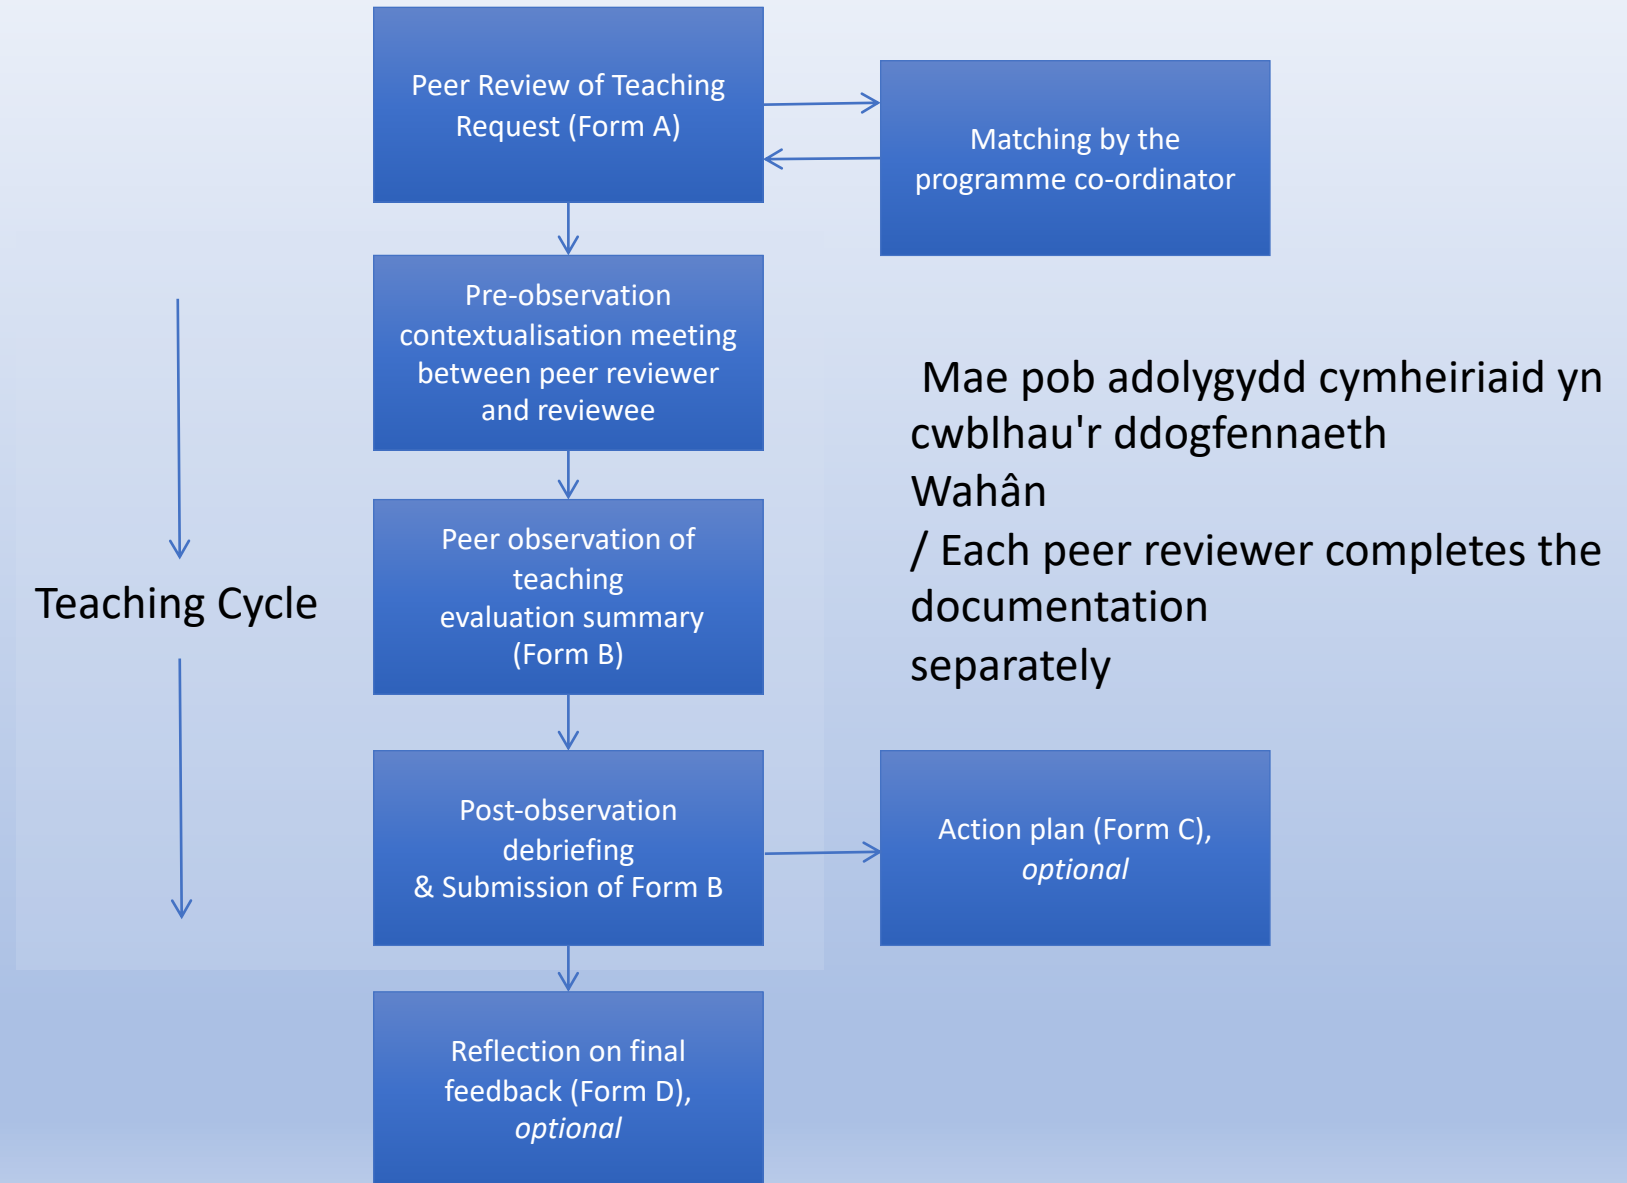 Peer Review of Teaching
Request (Form A)
Matching by the
programme co-ordinator
Pre-observation
contextualisation meeting
between peer reviewer
and reviewee
Mae pob adolygydd cymheiriaid yn
cwblhau'r ddogfennaeth
Wahân
/ Each peer reviewer completes the
documentation
separately
Peer observation of
teaching
evaluation summary
(Form B)
Teaching Cycle
Post-observation
debriefing
& Submission of Form B
Action plan (Form C),
optional
Reflection on final
feedback (Form D),
optional